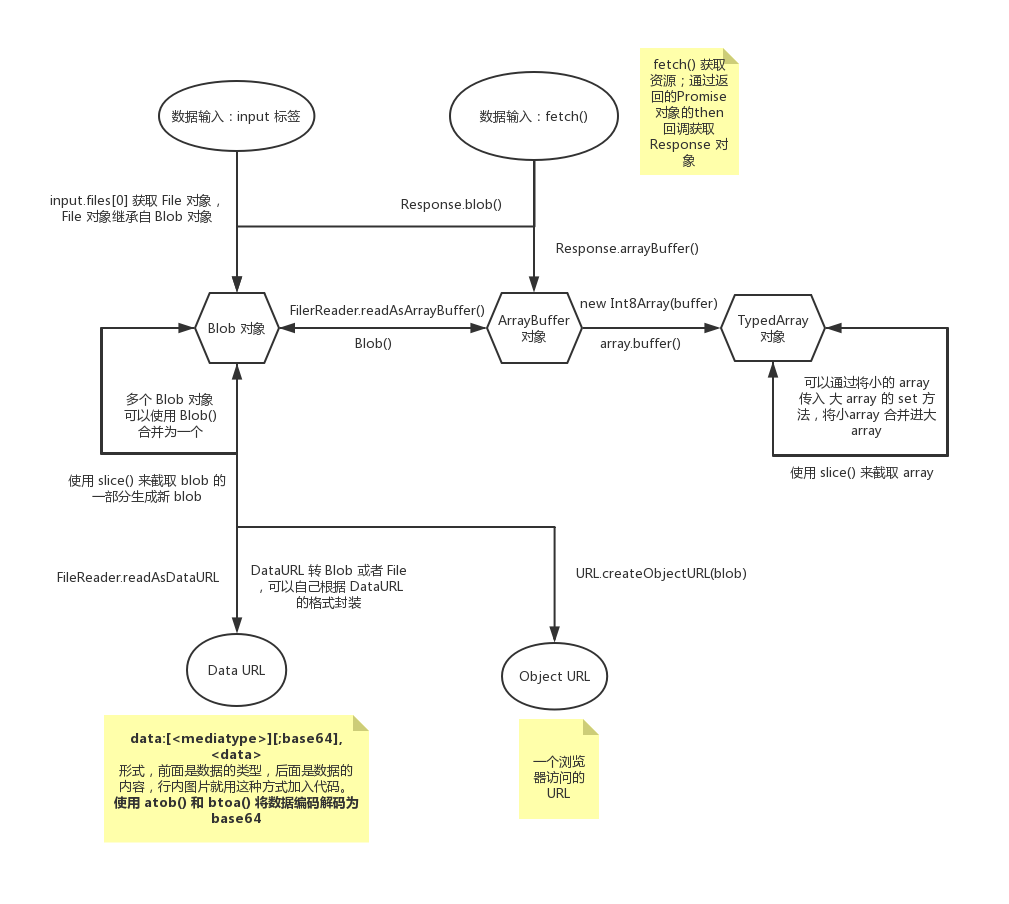 fetch() 获取
资源；通过返
回的Promise
对象的then
回调获取
Response 对
象
数据输入：input 标签
数据输入：fetch()
input.files[0] 获取 File 对象，
File 对象继承自 Blob 对象
Response.blob()
Response.arrayBuffer()
Blob 对象
FilerReader.readAsArrayBuffer()
Blob()
ArrayBuffer
对象
new Int8Array(buffer)
array.buffer()
TypedArray
对象
多个 Blob 对象
可以使用 Blob()
合并为一个
可以通过将小的 array
传入 大 array 的 set 方
法，将小array 合并进大
array
使用 slice() 来截取 blob 的
一部分生成新 blob
使用 slice() 来截取 array
FileReader.readAsDataURL
DataURL 转 Blob 或者 File
，可以自己根据 DataURL
的格式封装
URL.createObjectURL(blob)
Data URL
Object URL
data:[<mediatype>][;base64],
<data>
形式，前面是数据的类型，后面是数据的
内容，行内图片就用这种方式加入代码。
使用 atob() 和 btoa() 将数据编码解码为
base64
一个浏览
器访问的
URL